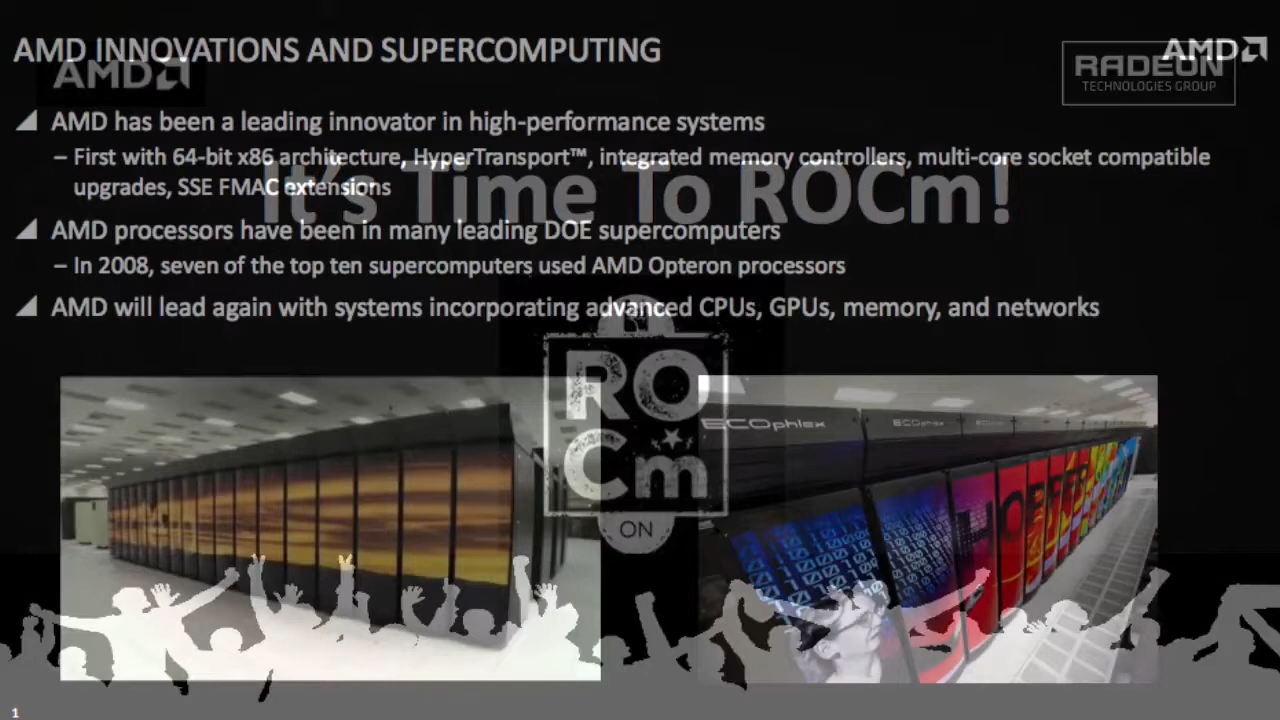 AMD INNOVATIONS AND SUPERCOMPUTING
AMD
AMD
RADEON
TECHNOLOGIES GROUP
AMD has been a leading innovator in high-performance systems
– First with 64-bit x86 architecture, HyperTransport™, integrated memory controllers, multi-core socket compatible
upgrades, SSE FMAC extensions
It's Time To ROCm!
AMD processors have been in many leading DOE supercomputers
– In 2008, seven of the top ten supercomputers used AMD Opteron processors
AMD will lead again with systems incorporating advanced CPUs, GPUs, memory, and networks
RO
Cm
ON
ECOphlex
ECOphlex
1